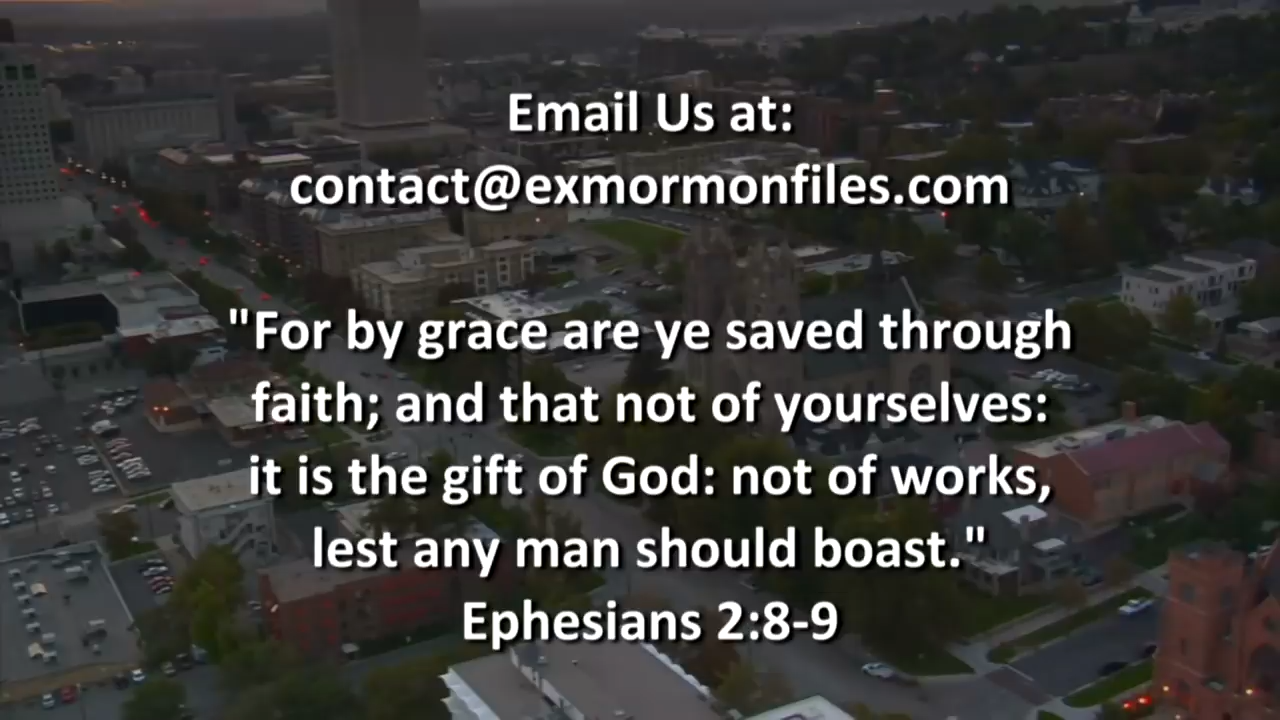 Email Us at:
contact@exmormonfiles.com
"For by grace are ye saved through
faith; and that not of yourselves:
it is the gift of God: not of works,
lest any man should boast."
Ephesians 2:8-9